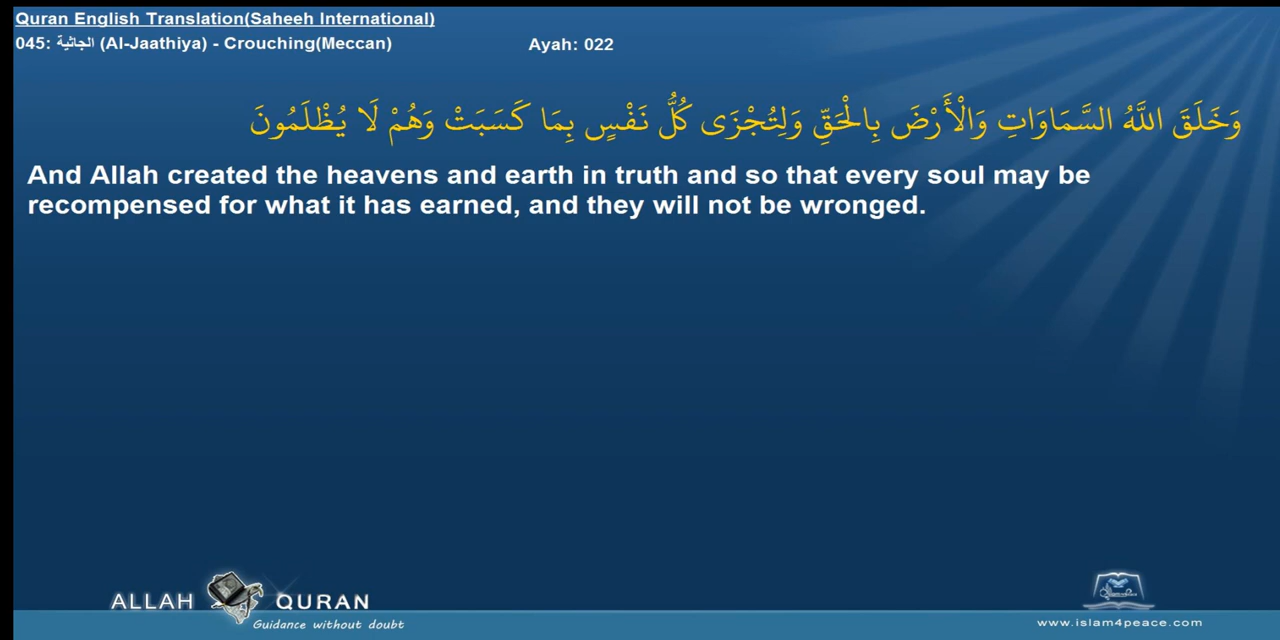 Quran English Translation(Saheeh International)
045: الجاثية (Al-Jaathiya) - Crouching(Meccan) Ayah: 022
وَخَلَقَ اللَّهُ السَّمَاوَاتِ وَالْأَرْضَ بِالْحَقِّ وَلِتُجْزَى كُلُّ نَفْسٍ بِمَا كَسَبَتْ وَهُمْ لَا يُظْلَمُونَ
And Allah created the heavens and earth in truth and so that every soul may be
recompensed for what it has earned, and they will not be wronged.
ALLAH QURAN
Guidance without doubt
www.islam4peace.com